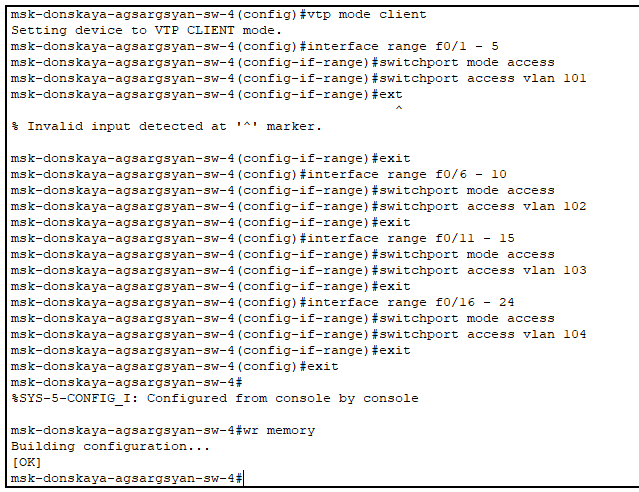 msk-donskaya-agsargsyan-sw-4(config)#vtp mode client
Setting device to VTP CLIENT mode.
msk-donskaya-agsargsyan-sw-4(config)#interface range f0/1 - 5
msk-donskaya-agsargsyan-sw-4(config-if-range)#switchport mode access
msk-donskaya-agsargsyan-sw-4(config-if-range)#switchport access vlan 101
msk-donskaya-agsargsyan-sw-4(config-if-range)#ext
^
% Invalid input detected at '^' marker.
msk-donskaya-agsargsyan-sw-4(config-if-range)#exit
msk-donskaya-agsargsyan-sw-4(config)#interface range f0/6 - 10
msk-donskaya-agsargsyan-sw-4(config-if-range)#switchport mode access
msk-donskaya-agsargsyan-sw-4(config-if-range)#switchport access vlan 102
msk-donskaya-agsargsyan-sw-4(config-if-range)#exit
msk-donskaya-agsargsyan-sw-4(config)#interface range f0/11 - 15
msk-donskaya-agsargsyan-sw-4(config-if-range)#switchport mode access
msk-donskaya-agsargsyan-sw-4(config-if-range)#switchport access vlan 103
msk-donskaya-agsargsyan-sw-4(config-if-range)#exit
msk-donskaya-agsargsyan-sw-4(config)#interface range f0/16 - 24
msk-donskaya-agsargsyan-sw-4(config-if-range)#switchport mode access
msk-donskaya-agsargsyan-sw-4(config-if-range)#switchport access vlan 104
msk-donskaya-agsargsyan-sw-4(config-if-range)#exit
msk-donskaya-agsargsyan-sw-4(config)#exit
msk-donskaya-agsargsyan-sw-4#
%SYS-5-CONFIG_I: Configured from console by console
msk-donskaya-agsargsyan-sw-4#wr memory
Building configuration...
[OK]
msk-donskaya-agsargsyan-sw-4#